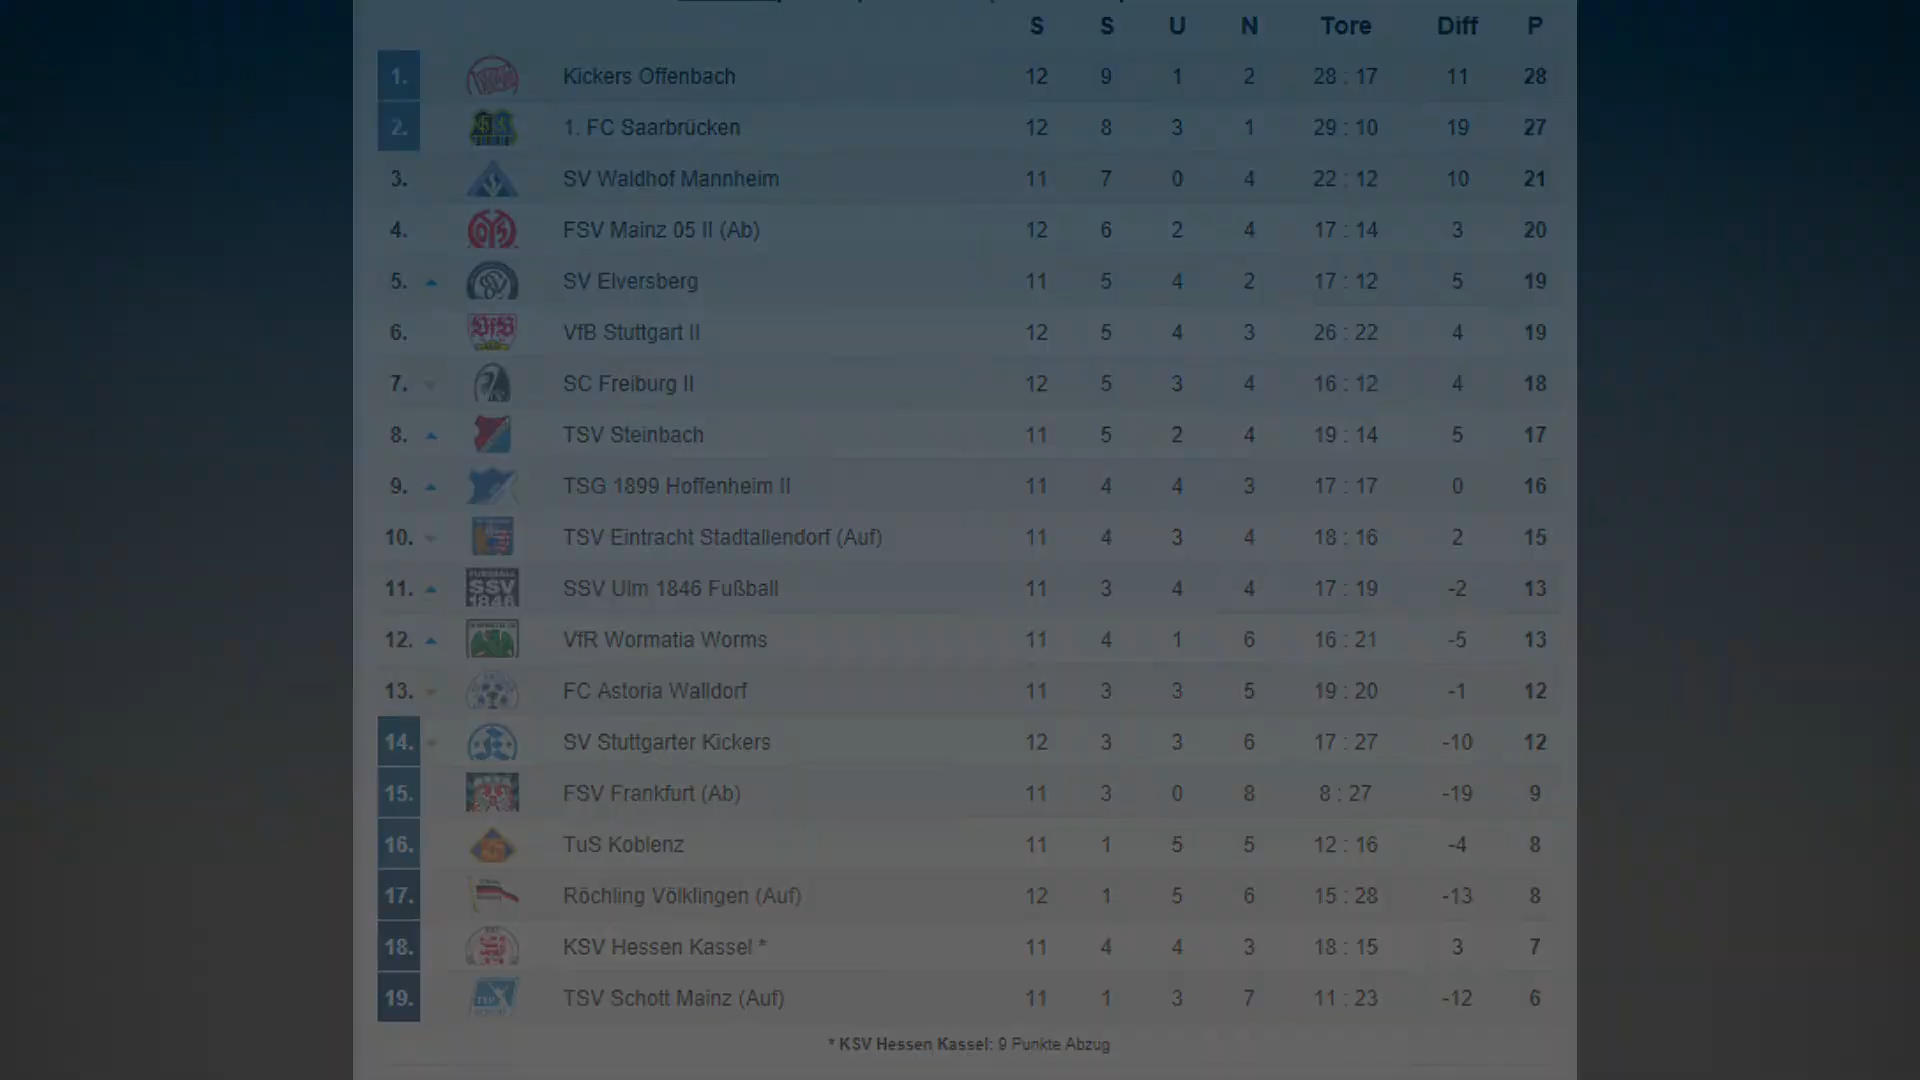 S S U N Tore Diff P
1. Kickers Offenbach 12 9 1 2 28 : 17 11 28
2. 1. FC Saarbrücken 12 8 3 1 29 : 10 19 27
3. SV Waldhof Mannheim 11 7 0 4 22 : 12 10 21
4. FSV Mainz 05 II (Ab) 12 6 2 4 17 : 14 3 20
5. SV Elversberg 11 5 4 2 17 : 12 5 19
6. VfB Stuttgart II 12 5 4 3 26 : 22 4 19
7. SC Freiburg II 12 5 3 4 16 : 12 4 18
8. TSV Steinbach 11 5 2 4 19 : 14 5 17
9. TSG 1899 Hoffenheim II 11 4 4 3 17 : 17 0 16
10. TSV Eintracht Stadtallendorf (Auf) 11 4 3 4 18 : 16 2 15
11. SSV 1846 SSV Ulm 1846 Fußball 11 3 4 4 17 : 19 -2 13
12. VfR Wormatia Worms 11 4 1 6 16 : 21 -5 13
13. FC Astoria Walldorf 11 3 3 5 19 : 20 -1 12
14. SV Stuttgarter Kickers 12 3 3 6 17 : 27 -10 12
15. FSV Frankfurt (Ab) 11 3 0 8 8 : 27 -19 9
16. TuS Koblenz 11 1 5 5 12 : 16 -4 8
17. Röchling Völklingen (Auf) 12 1 5 6 15 : 28 -13 8
18. KSV Hessen Kassel * 11 4 4 3 18 : 15 3 7
19. TSV Schott Mainz (Auf) 11 1 3 7 11 : 23 -12 6
* KSV Hessen Kassel: 9 Punkte Abzug